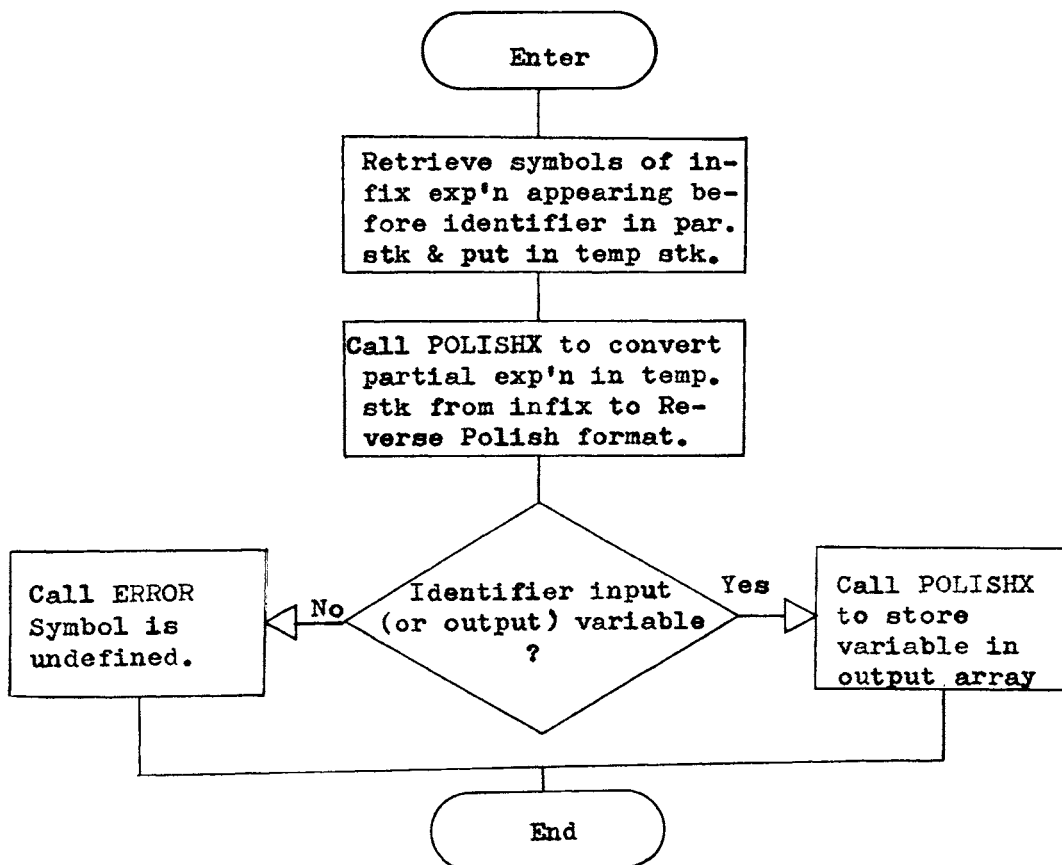 Enter
Retrieve symbols of in-
fix exp'n appearing be-
fore identifier in par.
stk & put in temp stk.
Call POLISHX to convert
partial exp'n in temp.
stk from infix to Re-
verse Polish format.
Identifier input
(or output) variable
?
No
Yes
Call ERROR
Symbol is
undefined.
Call POLISHX
to store
variable in
output array
End